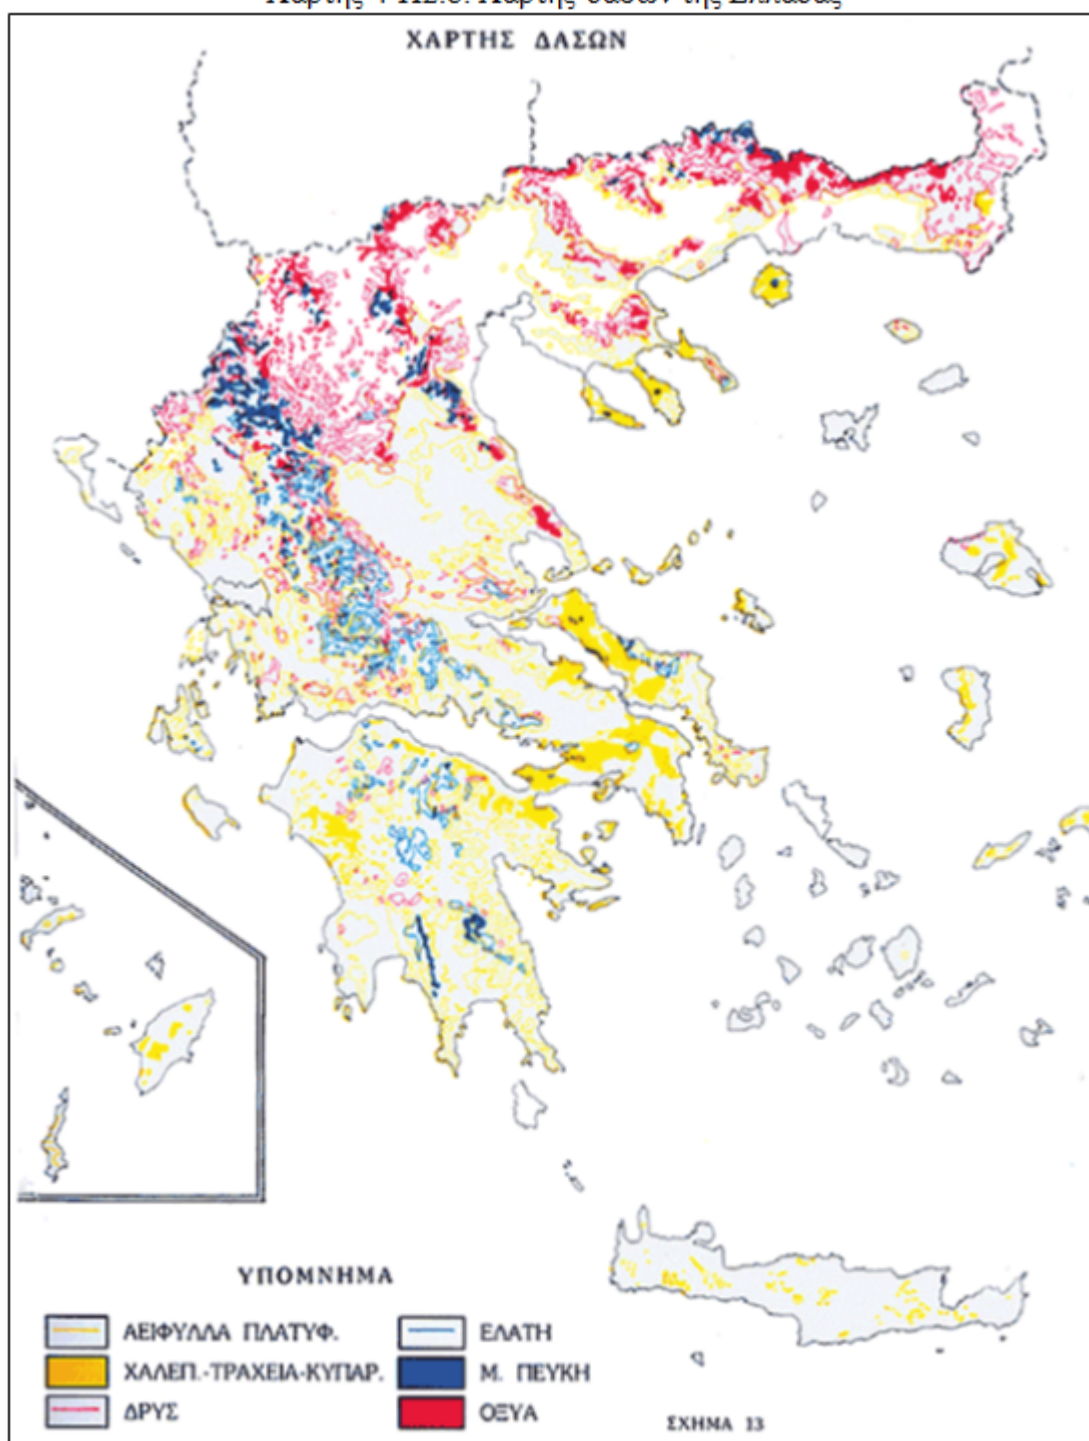 ΧΑΡΤΗΣ ΔΑΣΩΝ
ΥΠΟΜΝΗΜΑ
ΑΕΙΦΥΛΛΑ ΠΛΑΤΥΦ.
ΧΑΛΕΠ.-ΤΡΑΧΕΙΑ-ΚΥΠΑΡ.
ΔΡΥΣ
ΕΛΑΤΗ
Μ. ΠΕΥΚΗ
ΟΞΥΑ
ΣΧΗΜΑ 13